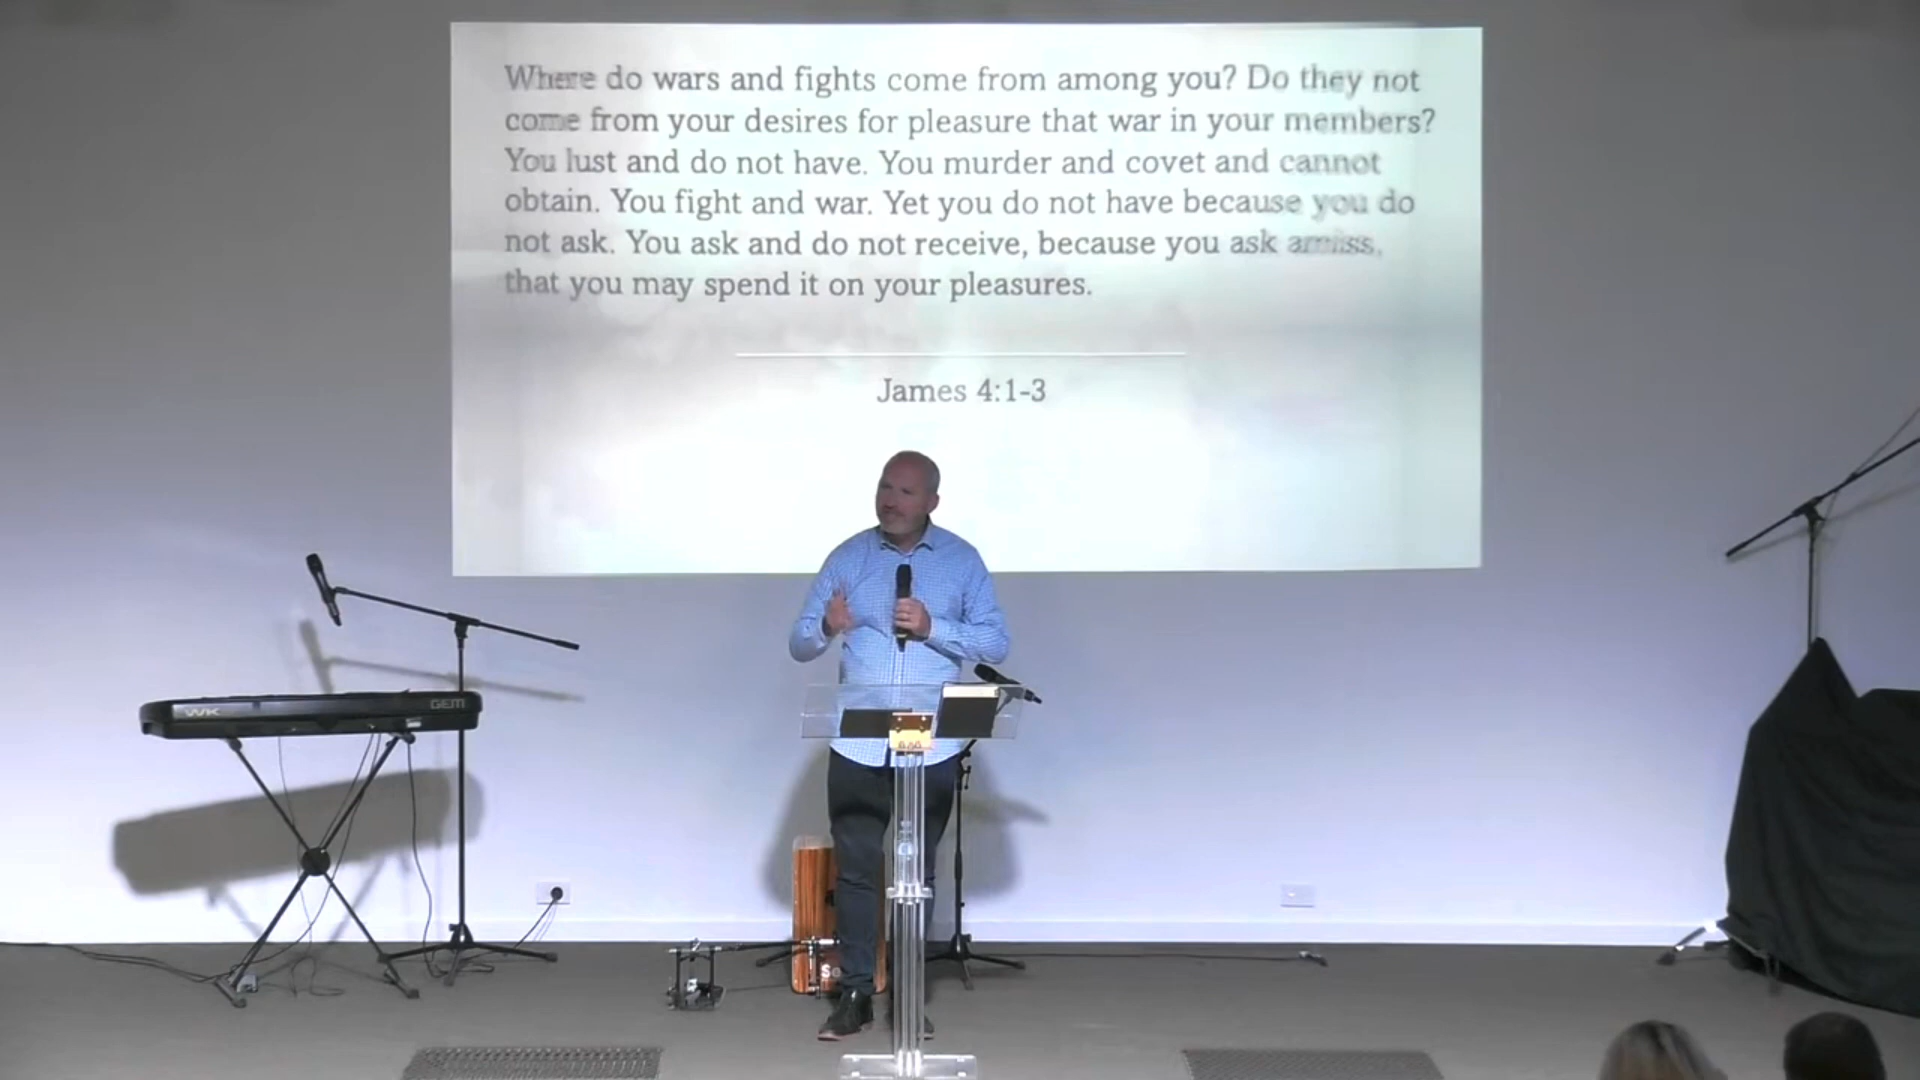 Where do wars and fights come from among you? Do they not
come from your desires for pleasure that war in your members?
You lust and do not have. You murder and covet and cannot
obtain. You fight and war. Yet you do not have because you do
not ask. You ask and do not receive, because you ask amiss,
that you may spend it on your pleasures.
James 4:1-3
WK GEM
Se